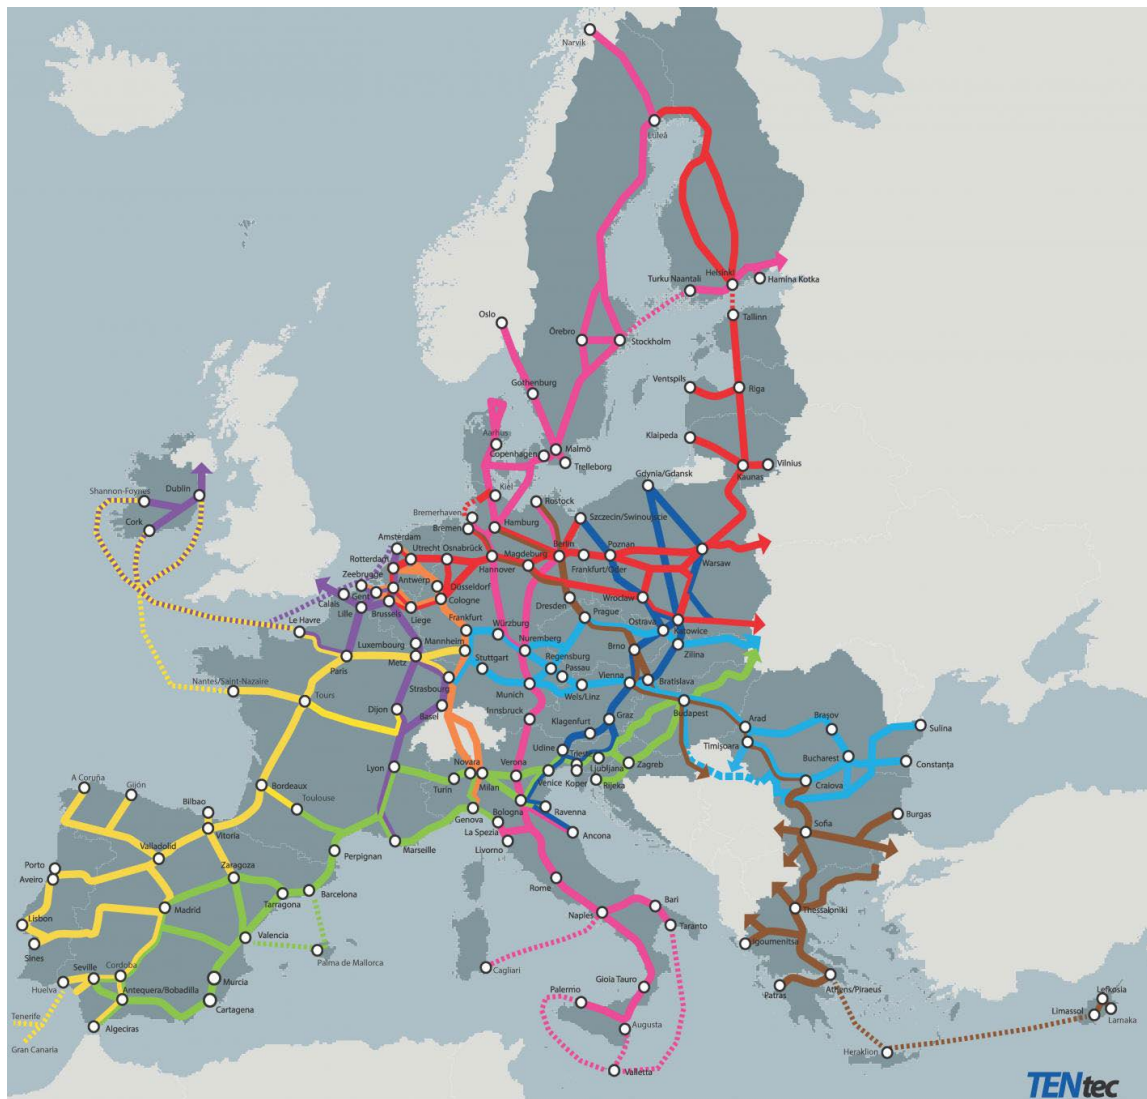 Narvik
Luleå
Helsinki
Turku Naantali
Hamina Kotka
Oslo
Tallinn
Örebro
Stockholm
Gothenburg
Ventspils
Riga
Aarhus
Malmö
Klaipeda
Copenhagen
Trelleborg
Vilnius
Kaunas
Gdynia/Gdansk
Shannon-Foynes
Dublin
Kiel
Rostock
Bremerhaven
Szczecin/Swinoujscie
Cork
Bremen
Hamburg
Amsterdam
Utrecht
Osnabrück
Magdeburg
Berlin
Poznan
Rotterdam
Hannover
Frankfurt/Oder
Warsaw
Zeebrugge
Antwerp
Düsseldorf
Gent
Calais
Cologne
Dresden
Wroclaw
Lille
Brussels
Liege
Prague
Le Havre
Frankfurt
Würzburg
Ostrava
Katowice
Luxembourg
Mannheim
Nuremberg
Brno
Zilina
Paris
Metz
Stuttgart
Regensburg
Passau
Nantes/Saint-Nazaire
Strasbourg
Munich
Wels/Linz
Vienna
Bratislava
Tours
Dijon
Basel
Innsbruck
Klagenfurt
Graz
Budapest
Arad
Braşov
Sulina
Udine
Timişoara
Lyon
Novara
Verona
Trieste
Ljubljana
Zagreb
Bucharest
Constanţa
A Coruña
Gijón
Bordeaux
Turin
Milan
Venice
Koper
Rijeka
Craiova
Bilbao
Toulouse
Genova
Bologna
Ravenna
Burgas
Vitoria
La Spezia
Ancona
Sofia
Valladolid
Perpignan
Marseille
Livorno
Porto
Zaragoza
Aveiro
Barcelona
Rome
Tarragona
Madrid
Bari
Thessaloniki
Lisbon
Naples
Taranto
Valencia
Igoumenitsa
Sines
Palma de Mallorca
Cagliari
Seville
Cordoba
Murcia
Gioia Tauro
Huelva
Antequera/Bobadilla
Athens/Piraeus
Lefkosia
Palermo
Patras
Cartagena
Limassol
Larnaka
Tenerife
Algeciras
Augusta
Gran Canaria
Heraklion
Valletta
TENtec